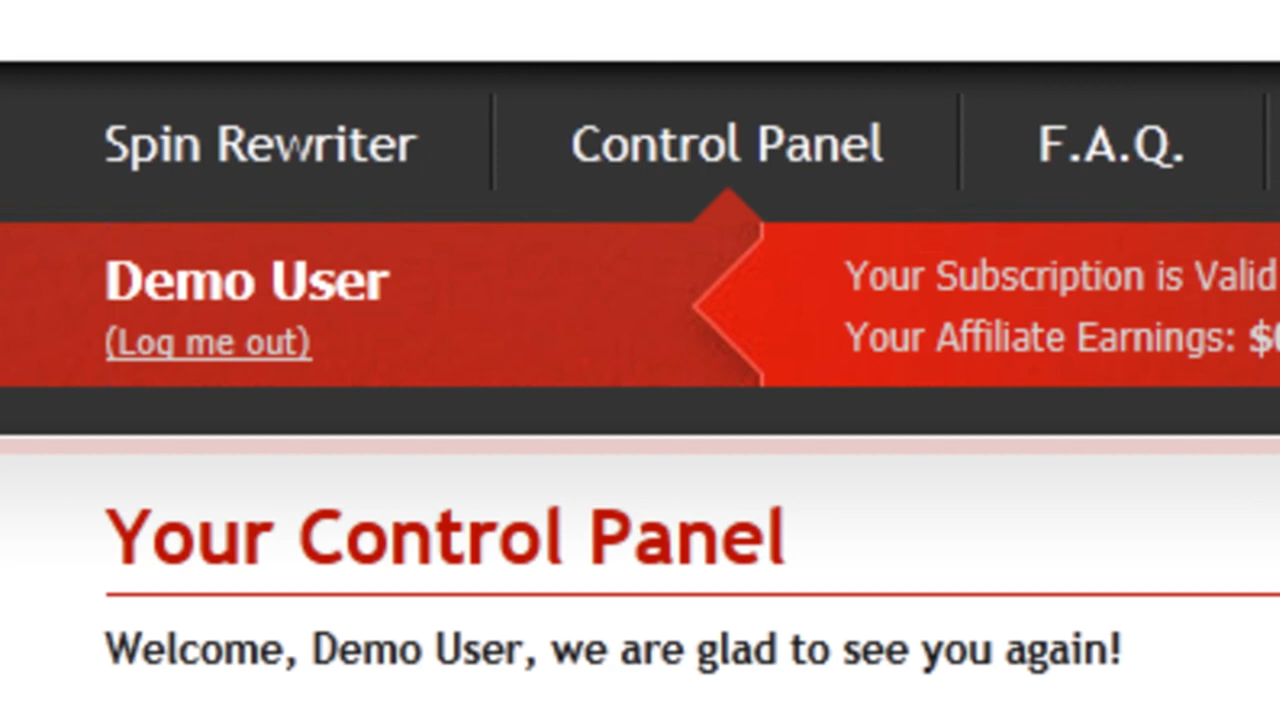 Spin Rewriter
Control Panel
F.A.Q.
Demo User
(Log me out)
Your Subscription is Valid
Your Affiliate Earnings:
Your Control Panel
Welcome, Demo User, we are glad to see you again!